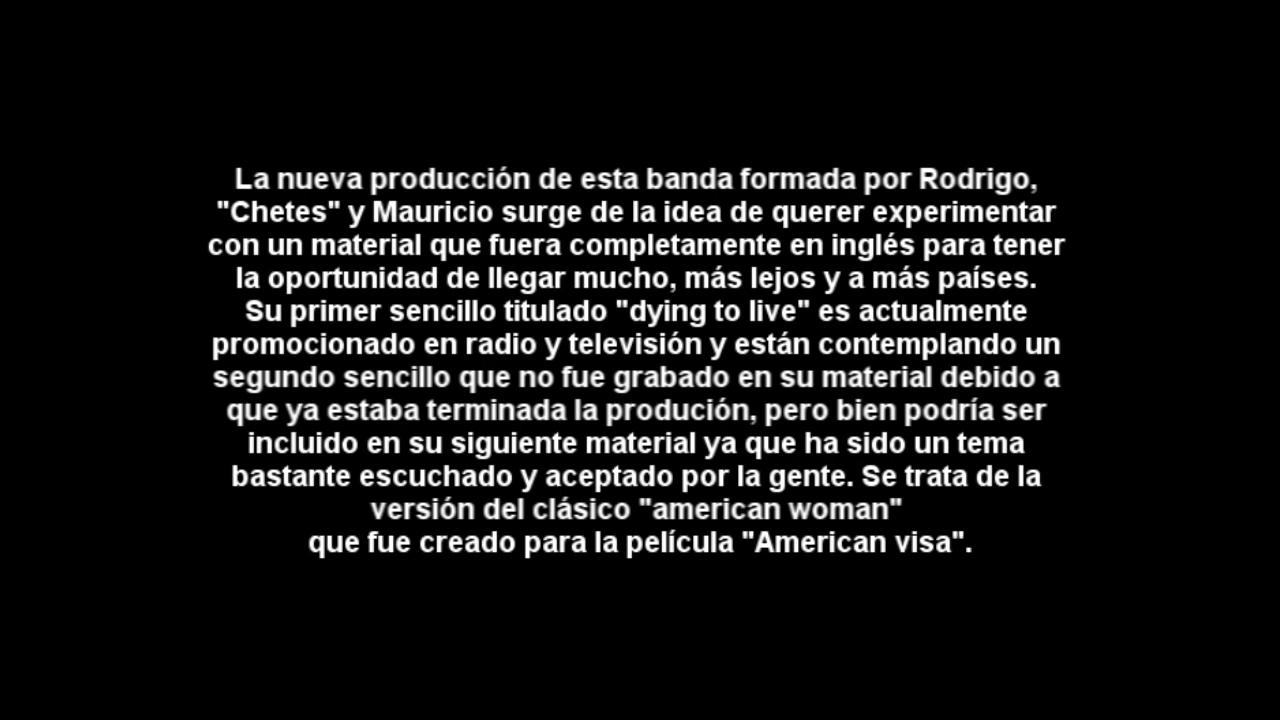 La nueva producción de esta banda formada por Rodrigo,
"Chetes" y Mauricio surge de la idea de querer experimentar
con un material que fuera completamente en inglés para tener
la oportunidad de llegar mucho, más lejos y a más países.
Su primer sencillo titulado "dying to live" es actualmente
promocionado en radio y televisión y están contemplando un
segundo sencillo que no fue grabado en su material debido a
que ya estaba terminada la produción, pero bien podría ser
incluido en su siguiente material ya que ha sido un tema
bastante escuchado y aceptado por la gente. Se trata de la
versión del clásico "american woman"
que fue creado para la película "American visa".